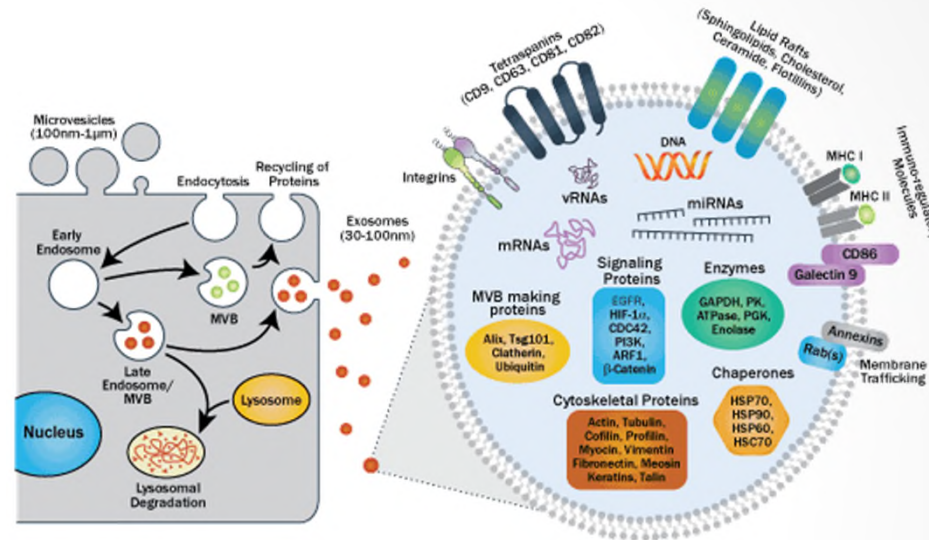 Microvesicles
(100nm-1μm)
Endocytosis
Recycling of
Proteins
Early
Endosome
MVB
Late
Endosome/
MVB
Lysosome
Nucleus
Lysosomal
Degradation
Exosomes
(30-100nm)
Tetraspanins
(CD9, CD63, CD81, CD82)
Lipid Rafts
(Sphingolipids, Cholesterol,
Ceramide, Flotillins)
Integrins
DNA
vRNAs
miRNAs
mRNAs
MHC I
MHC II
Molecules
CD86
Galectin 9
Annexins
Rab(s)
Membrane
Trafficking
MVB making
proteins
Alix, Tsg101,
Clatherin,
Ubiquitin
Signaling
Proteins
EGFR,
HIF-1α,
CDC42,
PI3K,
ARF1,
β-Catenin
Enzymes
GAPDH, PK,
ATPase, PGK,
Enolase
Chaperones
HSP70,
HSP90,
HSP60,
HSC70
Cytoskeletal Proteins
Actin, Tubulin,
Cofilin, Profilin,
Myocin, Vimentin
Fibronectin, Meosin
Keratins, Talin